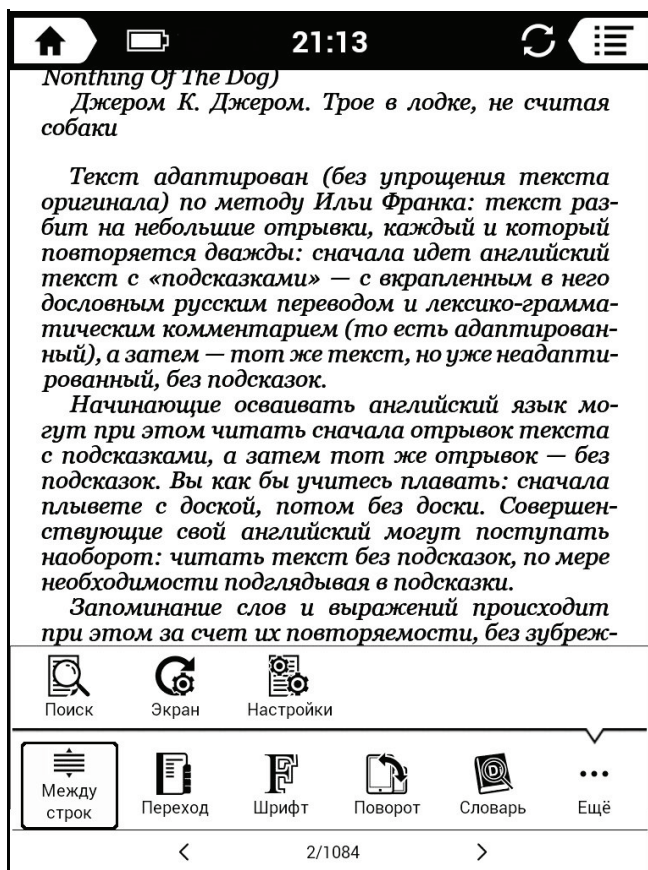 21:13
Nonthing Of The Dog)
Джером К. Джером. Трое в лодке, не считая
собаки
Текст адаптирован (без упрощения текста
оригинала) по методу Ильи Франка: текст раз-
бит на небольшие отрывки, каждый и который
повторяется дважды: сначала идет английский
текст с «подсказками» — с вкрапленным в него
дословным русским переводом и лексико-грамма-
тическим комментарием (то есть адаптирован-
ный), а затем — тот же текст, но уже неадапти-
рованный, без подсказок.
Начинающие осваивать английский язык мо-
гут при этом читать сначала отрывок текста
с подсказками, а затем тот же отрывок — без
подсказок. Вы как бы учитесь плавать: сначала
плывете с доской, потом без доски. Совершен-
ствующие свой английский могут поступать
наоборот: читать текст без подсказок, по мере
необходимости подглядывая в подсказки.
Запоминание слов и выражений происходит
при этом за счет их повторяемости, без зубреж-
Поиск Экран Настройки
Между
строк Переход Шрифт Поворот Словарь Ещё
2/1084